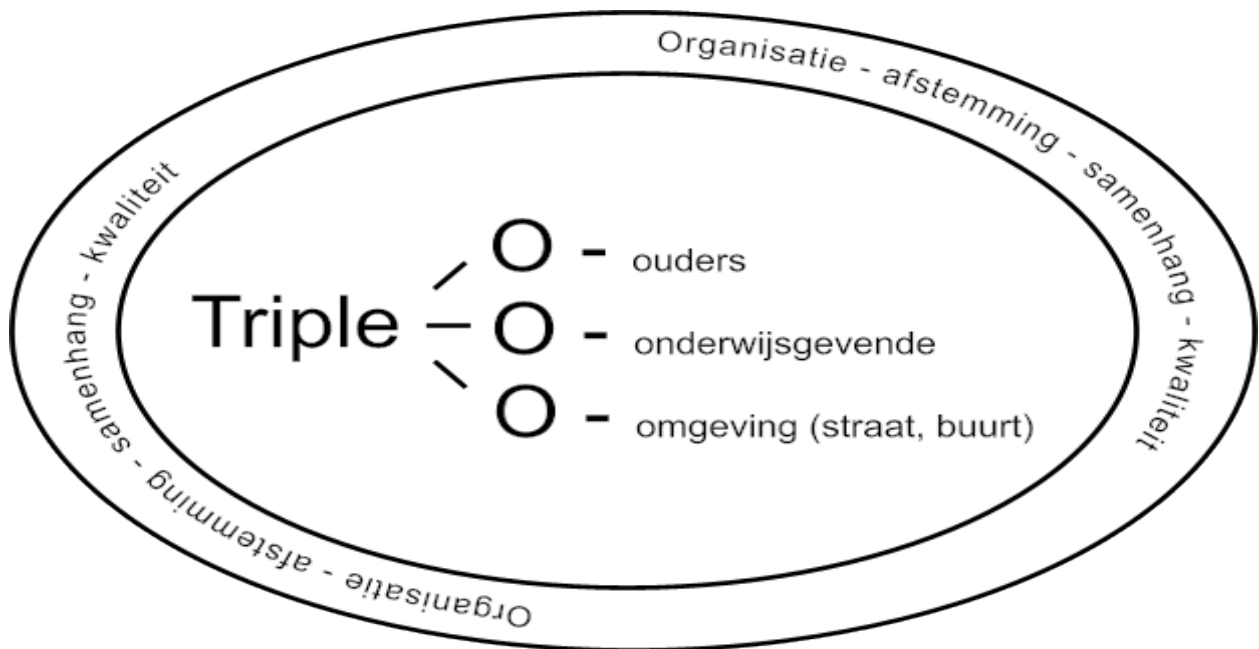 Organisatie - afstemming - samenhang - kwaliteit
O - ouders
Triple — O - onderwijsgevende
O - omgeving (straat, buurt)
Organisatie - afstemming - samenhang - kwaliteit